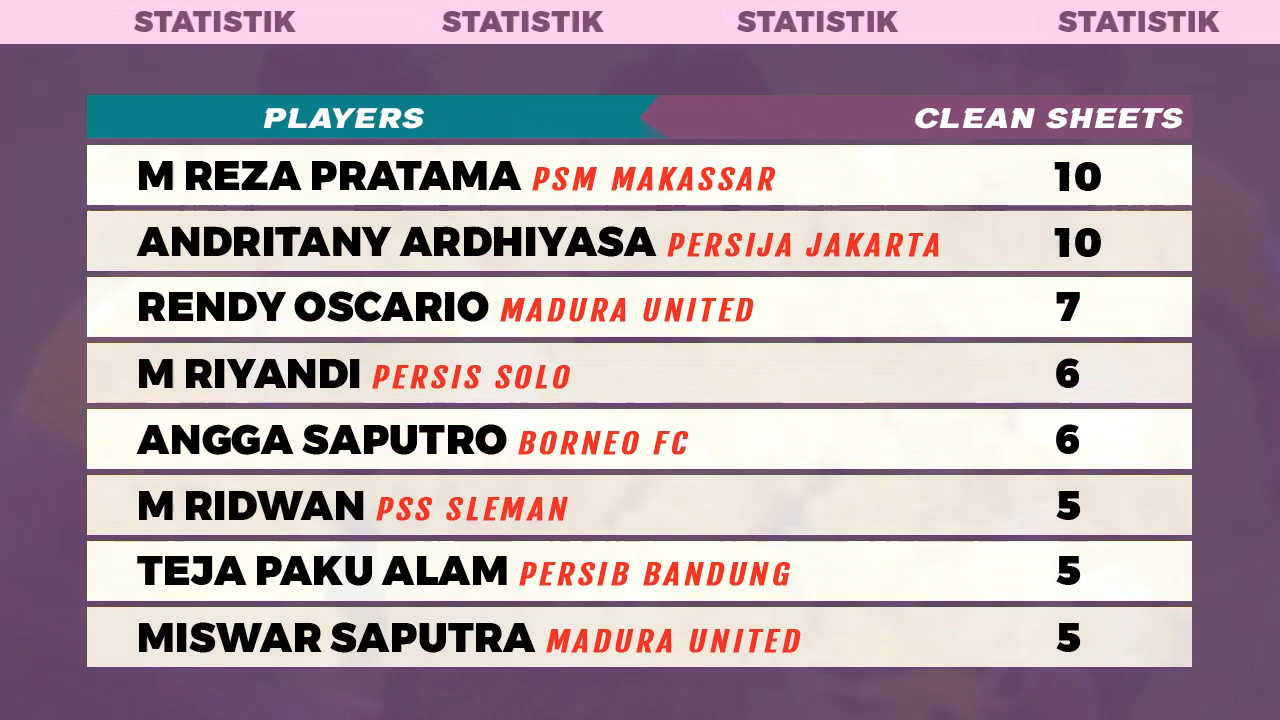 STATISTIK STATISTIK STATISTIK STATISTIK
PLAYERS CLEAN SHEETS
M REZA PRATAMA PSM MAKASSAR 10
ANDRITANY ARDHIYASA PERSIJA JAKARTA 10
RENDY OSCARIO MADURA UNITED 7
M RIYANDI PERSIS SOLO 6
ANGGA SAPUTRO BORNEO FC 6
M RIDWAN PSS SLEMAN 5
TEJA PAKU ALAM PERSIB BANDUNG 5
MISWAR SAPUTRA MADURA UNITED 5